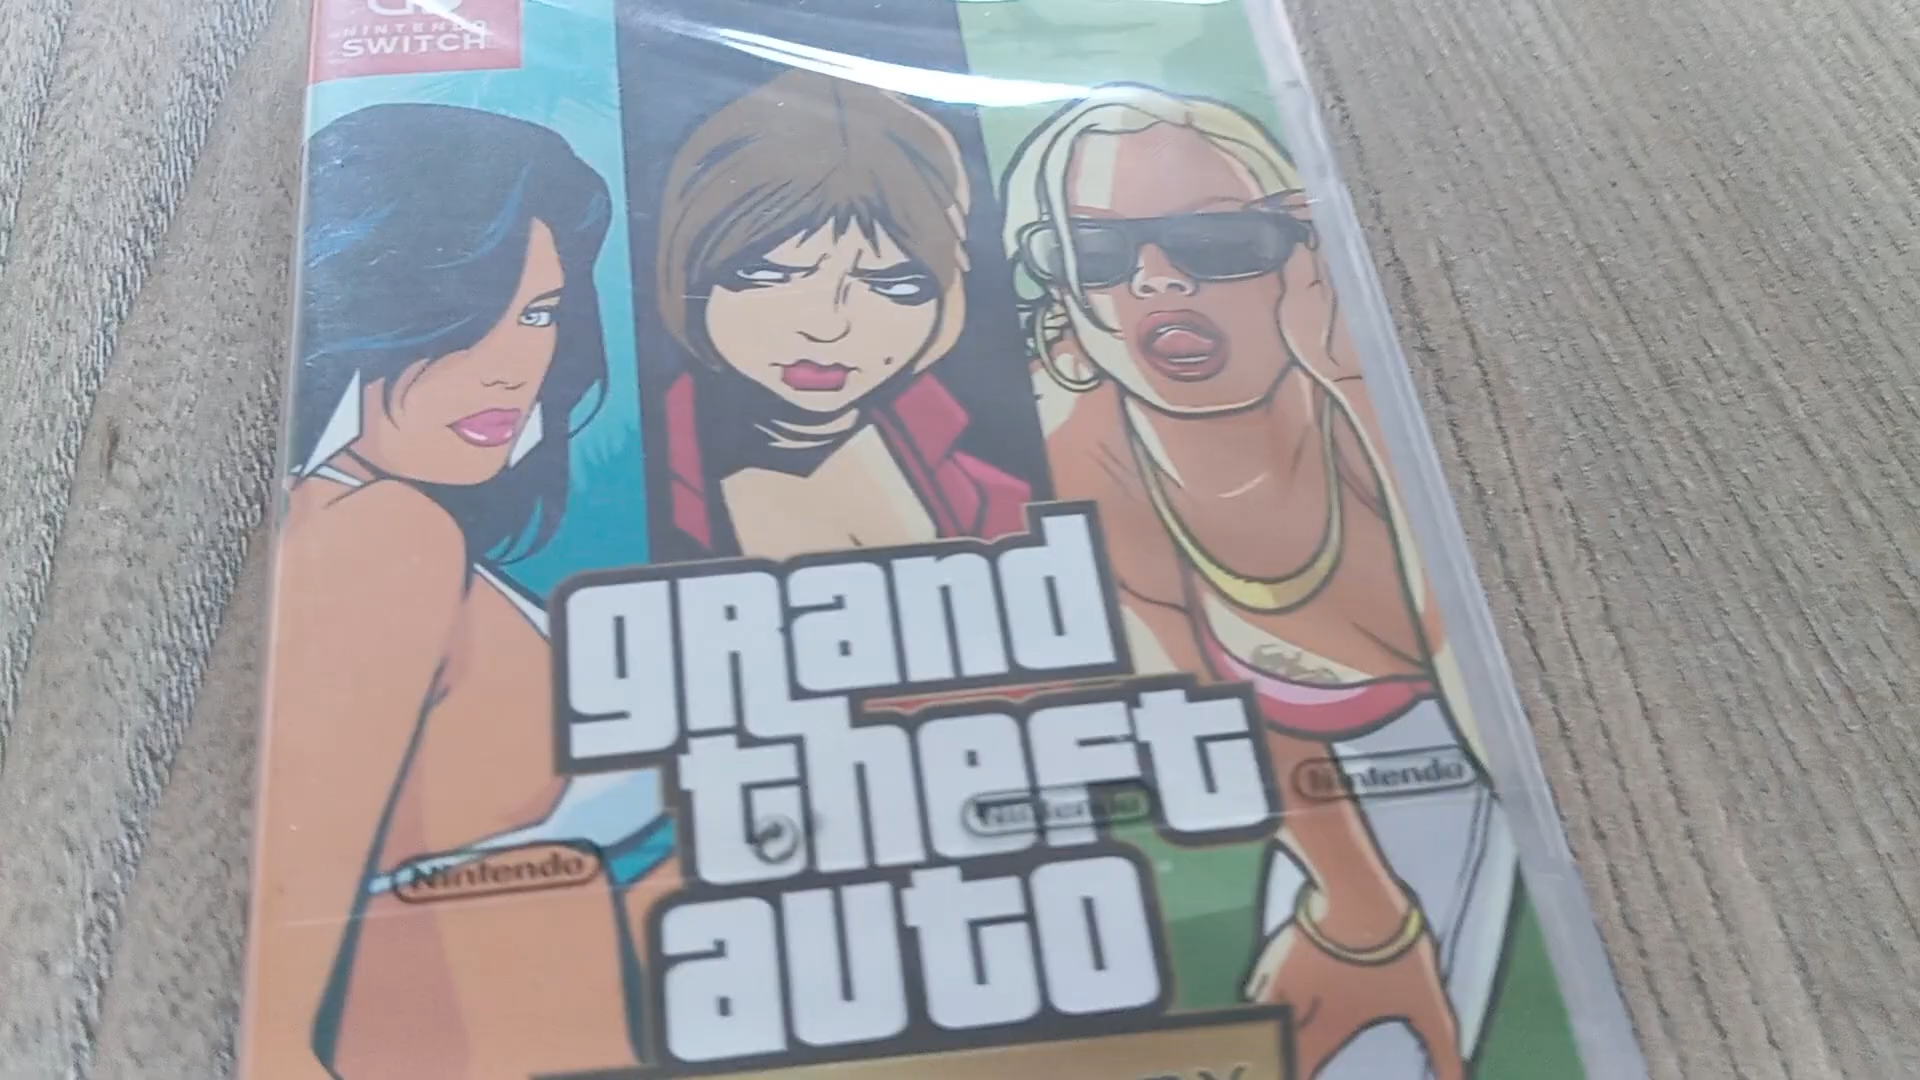 NINTENDO
SWITCH
grand
theft
auto
Nintendo
Nintendo
Nintendo